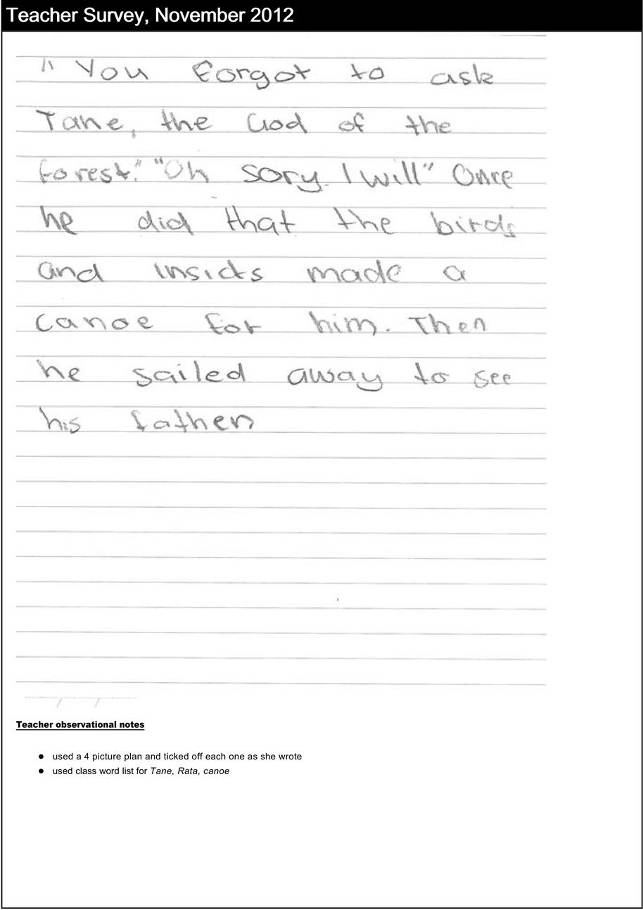 Teacher Survey, November 2012
"You Forgot to ask
Tane, the God of the
forest." "Oh sory. I will" Once
he did that the birds
and insicts made a
canoe for him. Then
he sailed away to see
his father
Teacher observational notes
● used a 4 picture plan and ticked off each one as she wrote
● used class word list for Tane, Rata, canoe